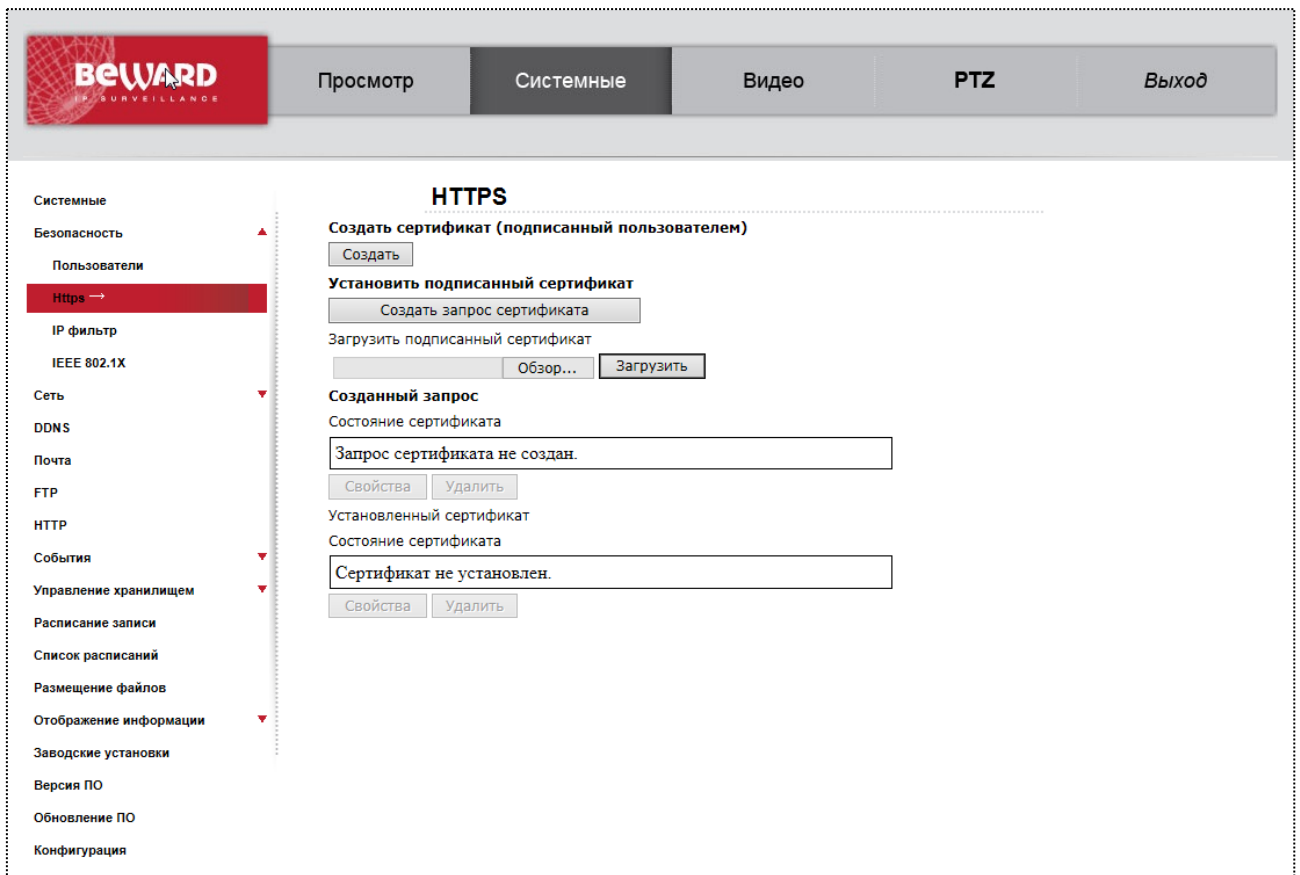 BEWARD
IP SURVEILLANCE
Просмотр
Системные
Видео
PTZ
Выход
Системные
Безопасность
Пользователи
Https →
IP фильтр
IEEE 802.1X
Сеть
DDNS
Почта
FTP
HTTP
События
Управление хранилищем
Расписание записи
Список расписаний
Размещение файлов
Отображение информации
Заводские установки
Версия ПО
Обновление ПО
Конфигурация
HTTPS
Создать сертификат (подписанный пользователем)
Создать
Установить подписанный сертификат
Создать запрос сертификата
Загрузить подписанный сертификат
Обзор... Загрузить
Созданный запрос
Состояние сертификата
Запрос сертификата не создан.
Свойства Удалить
Установленный сертификат
Состояние сертификата
Сертификат не установлен.
Свойства Удалить